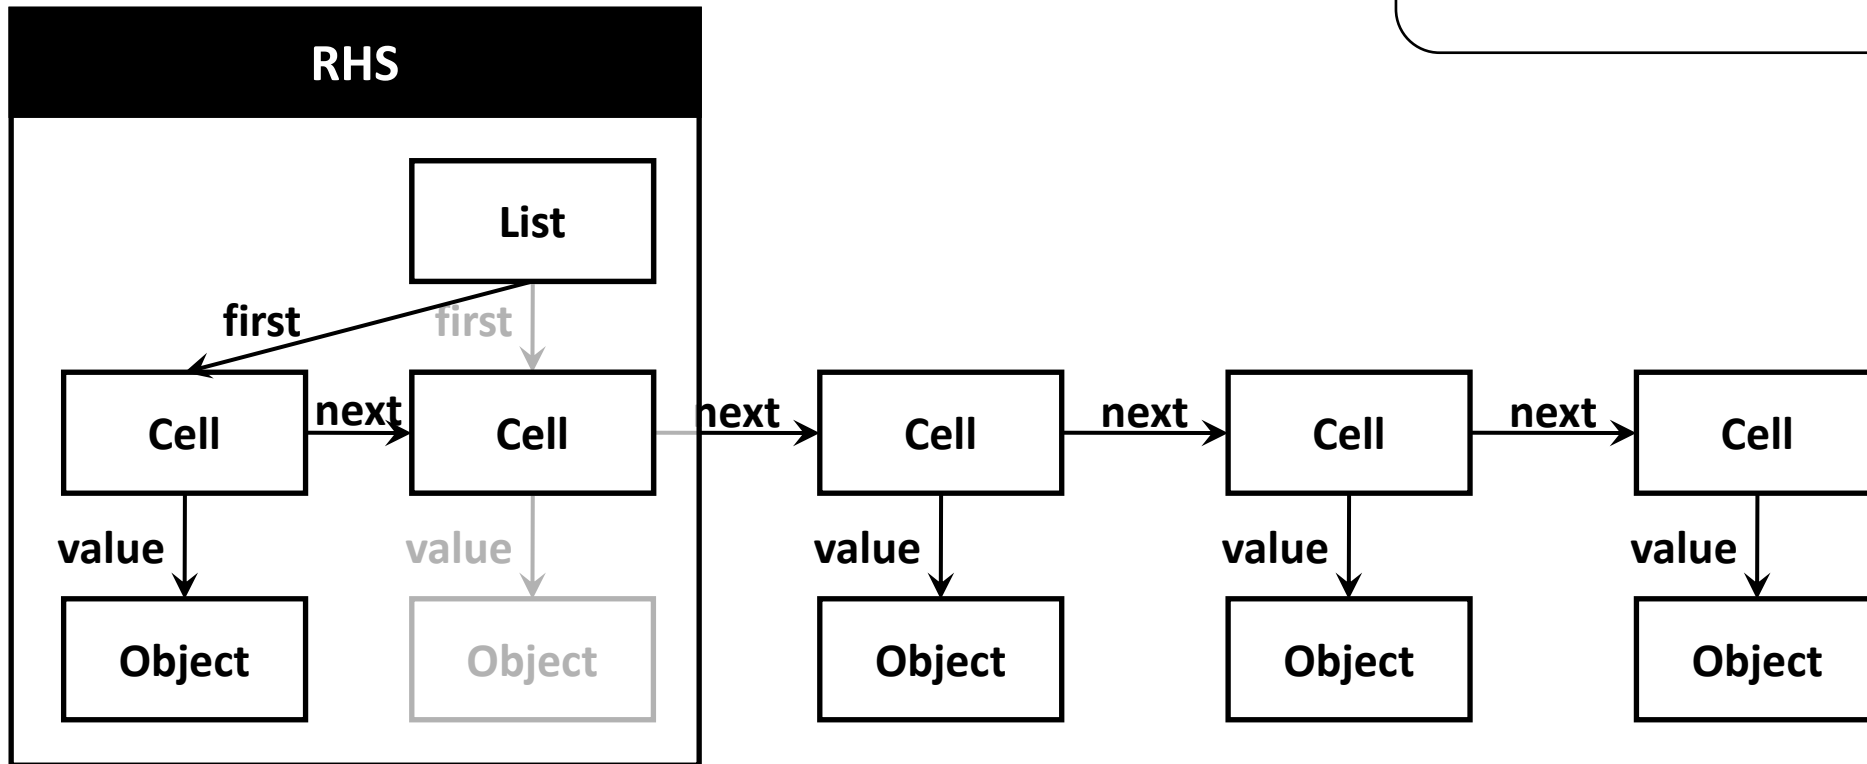 RHS
List
first first
next next next next
Cell Cell Cell Cell Cell
value value value value value
Object Object Object Object Object